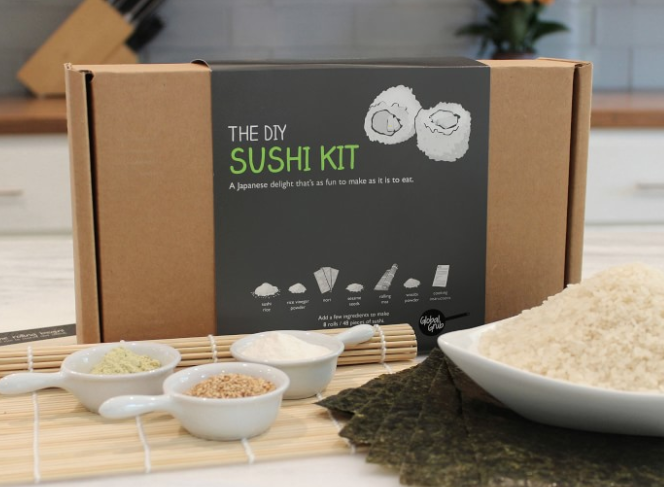 THE DIY
SUSHI KIT
A Japanese delight that's as fun to make as it is to eat.
sushi rice
rice vinegar powder
nori
sesame seeds
rolling mat
wasabi powder
Add a few ingredients to make
8 rolls / 48 pieces of sushi.
Global
Grub